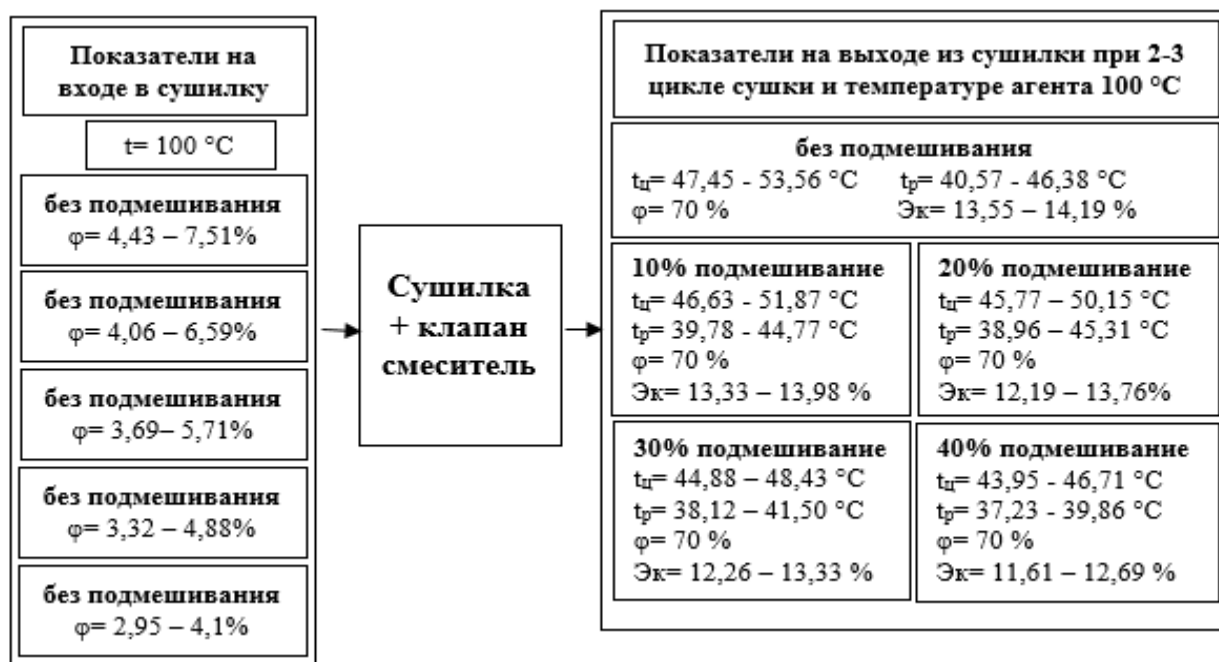 Показатели на
входе в сушилку
t= 100 °C
без подмешивания
φ= 4,43 – 7,51%
без подмешивания
φ= 4,06 – 6,59%
без подмешивания
φ= 3,69– 5,71%
без подмешивания
φ= 3,32 – 4,88%
без подмешивания
φ= 2,95 – 4,1%
Сушилка
+ клапан
смеситель
Показатели на выходе из сушилки при 2-3
цикле сушки и температуре агента 100 °C
без подмешивания
tц= 47,45 - 53,56 °C tр= 40,57 - 46,38 °C
φ= 70 % Эк= 13,55 – 14,19 %
10% подмешивание
tц= 46,63 - 51,87 °C
tр= 39,78 - 44,77 °C
φ= 70 %
Эк= 13,33 – 13,98 %
20% подмешивание
tц= 45,77 – 50,15 °C
tр= 38,96 – 45,31 °C
φ= 70 %
Эк= 12,19 – 13,76%
30% подмешивание
tц= 44,88 – 48,43 °C
tр= 38,12 – 41,50 °C
φ= 70 %
Эк= 12,26 – 13,33 %
40% подмешивание
tц= 43,95 - 46,71 °C
tр= 37,23 - 39,86 °C
φ= 70 %
Эк= 11,61 – 12,69 %